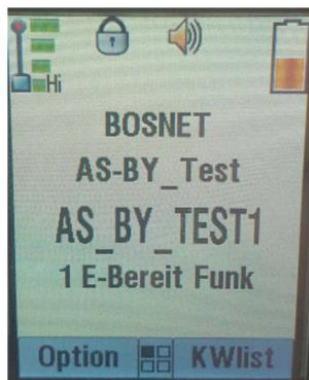 Hi
BOSNET
AS-BY_Test
AS_BY_TEST1
1 E-Bereit Funk
Option KWlist